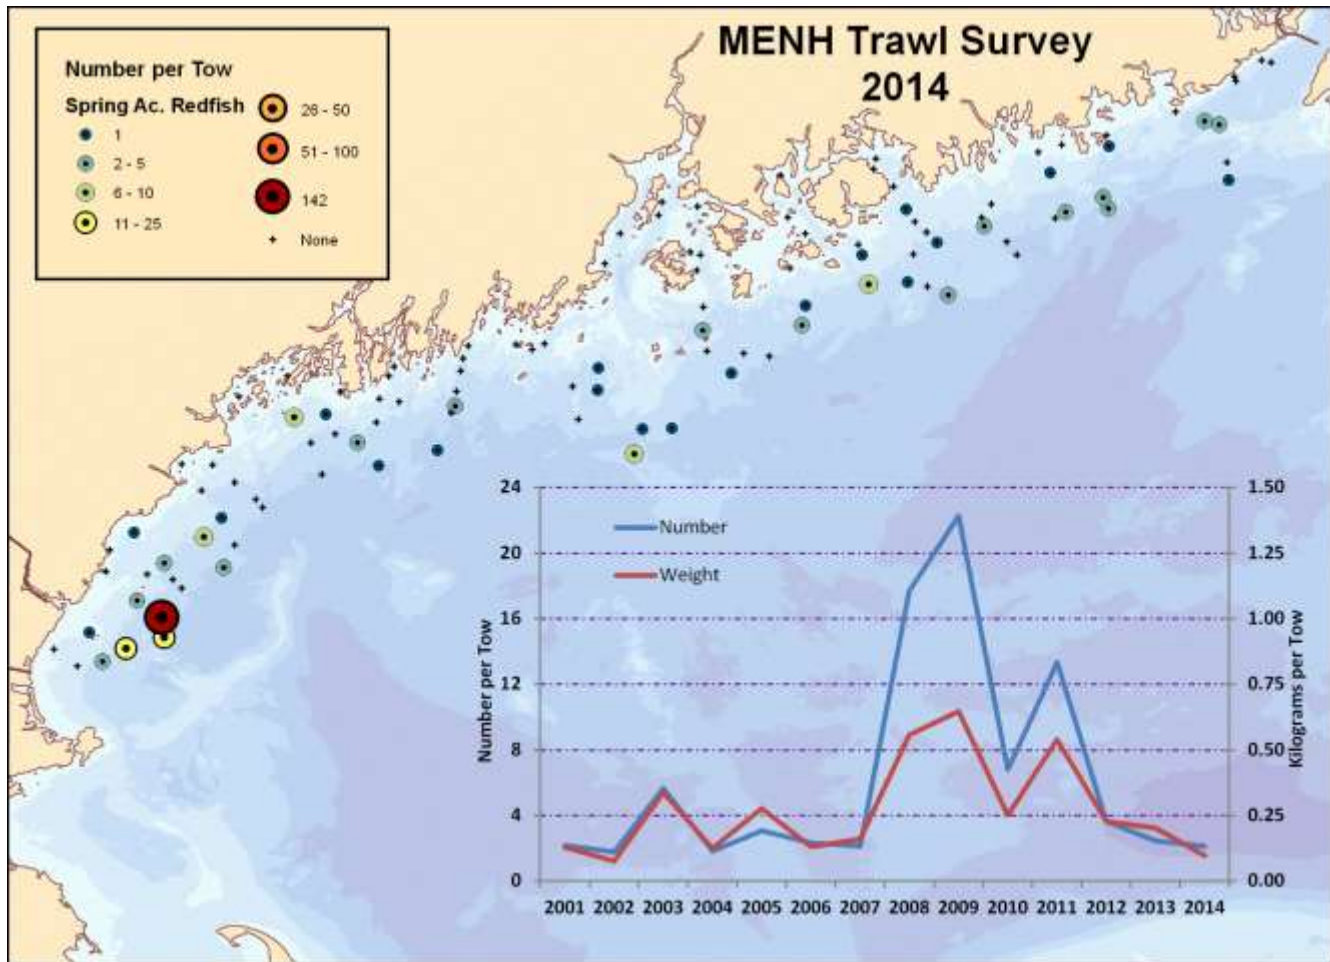 MENH Trawl Survey
2014
Number per Tow
Spring Ac. Redfish
1
2 - 5
6 - 10
11 - 25
26 - 50
51 - 100
142
None
24
20
16
12
8
4
0
Number per Tow
Number
Weight
1.50
1.25
1.00
0.75
0.50
0.25
0.00
Kilograms per Tow
2001 2002 2003 2004 2005 2006 2007 2008 2009 2010 2011 2012 2013 2014